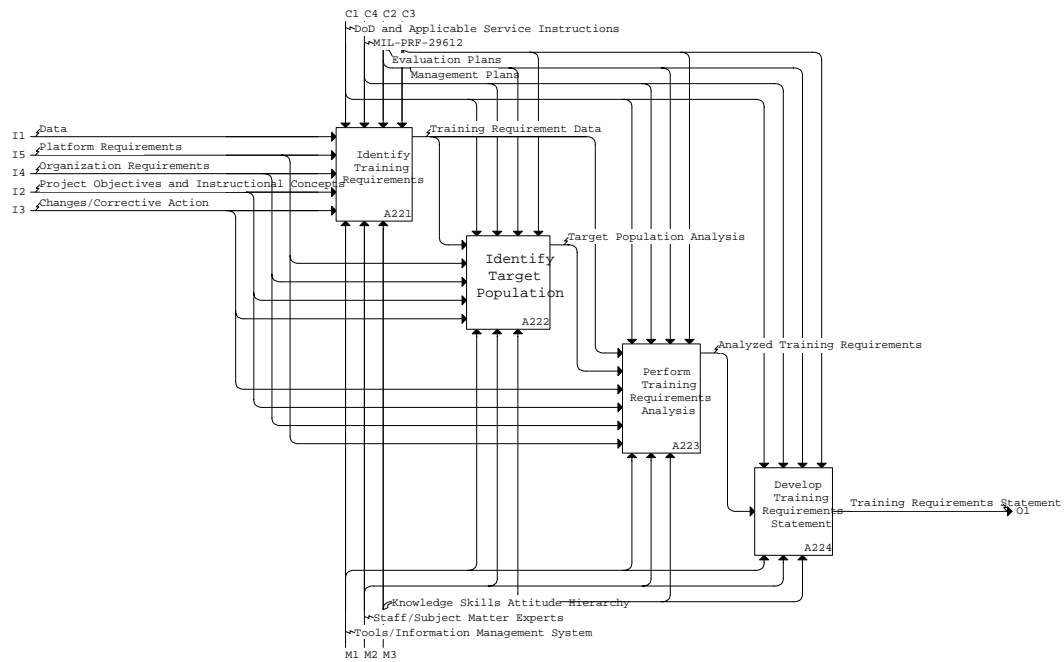 C1 C4 C2 C3
DoD and Applicable Service Instructions
MIL-PRF-29612
Evaluation Plans
Management Plans
I1 Data
Training Requirement Data
I5 Platform Requirements
I4 Organization Requirements
I2 Project Objectives and Instructional Concepts
I3 Changes/Corrective Action
Identify
Training
Requirements
A221
Target Population Analysis
Identify
Target
Population
A222
Analyzed Training Requirements
Perform
Training
Requirements
Analysis
A223
Develop
Training
Requirements
Statement
A224
Training Requirements Statement
O1
Knowledge Skills Attitude Hierarchy
Staff/Subject Matter Experts
Tools/Information Management System
M1 M2 M3